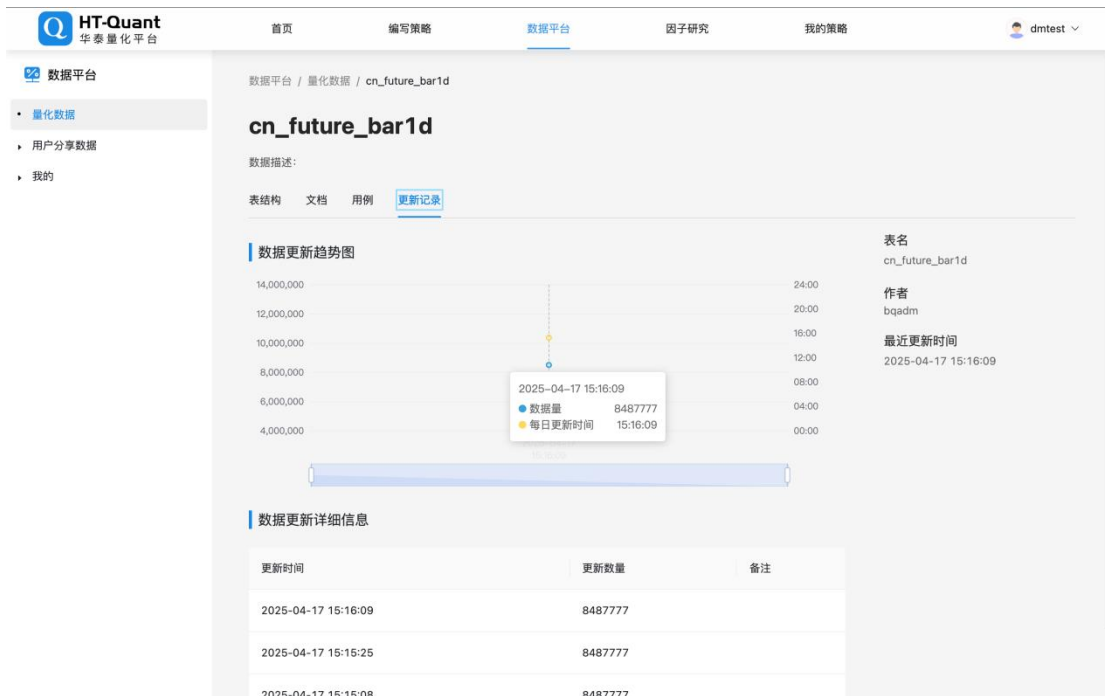 HT-Quant
华泰量化平台
首页
编写策略
数据平台
因子研究
我的策略
dmtest
数据平台
量化数据
用户分享数据
我的
数据平台 / 量化数据 / cn_future_bar1d
cn_future_bar1d
数据描述:
表结构
文档
用例
更新记录
数据更新趋势图
14,000,000
12,000,000
10,000,000
8,000,000
6,000,000
4,000,000
24:00
20:00
16:00
12:00
08:00
04:00
00:00
2025-04-17 15:16:09
数据量 8487777
每日更新时间 15:16:09
表名
cn_future_bar1d
作者
bqadm
最近更新时间
2025-04-17 15:16:09
数据更新详细信息
更新时间 更新数量 备注
2025-04-17 15:16:09 8487777
2025-04-17 15:15:25 8487777
2025-04-17 15:15:08 8487777